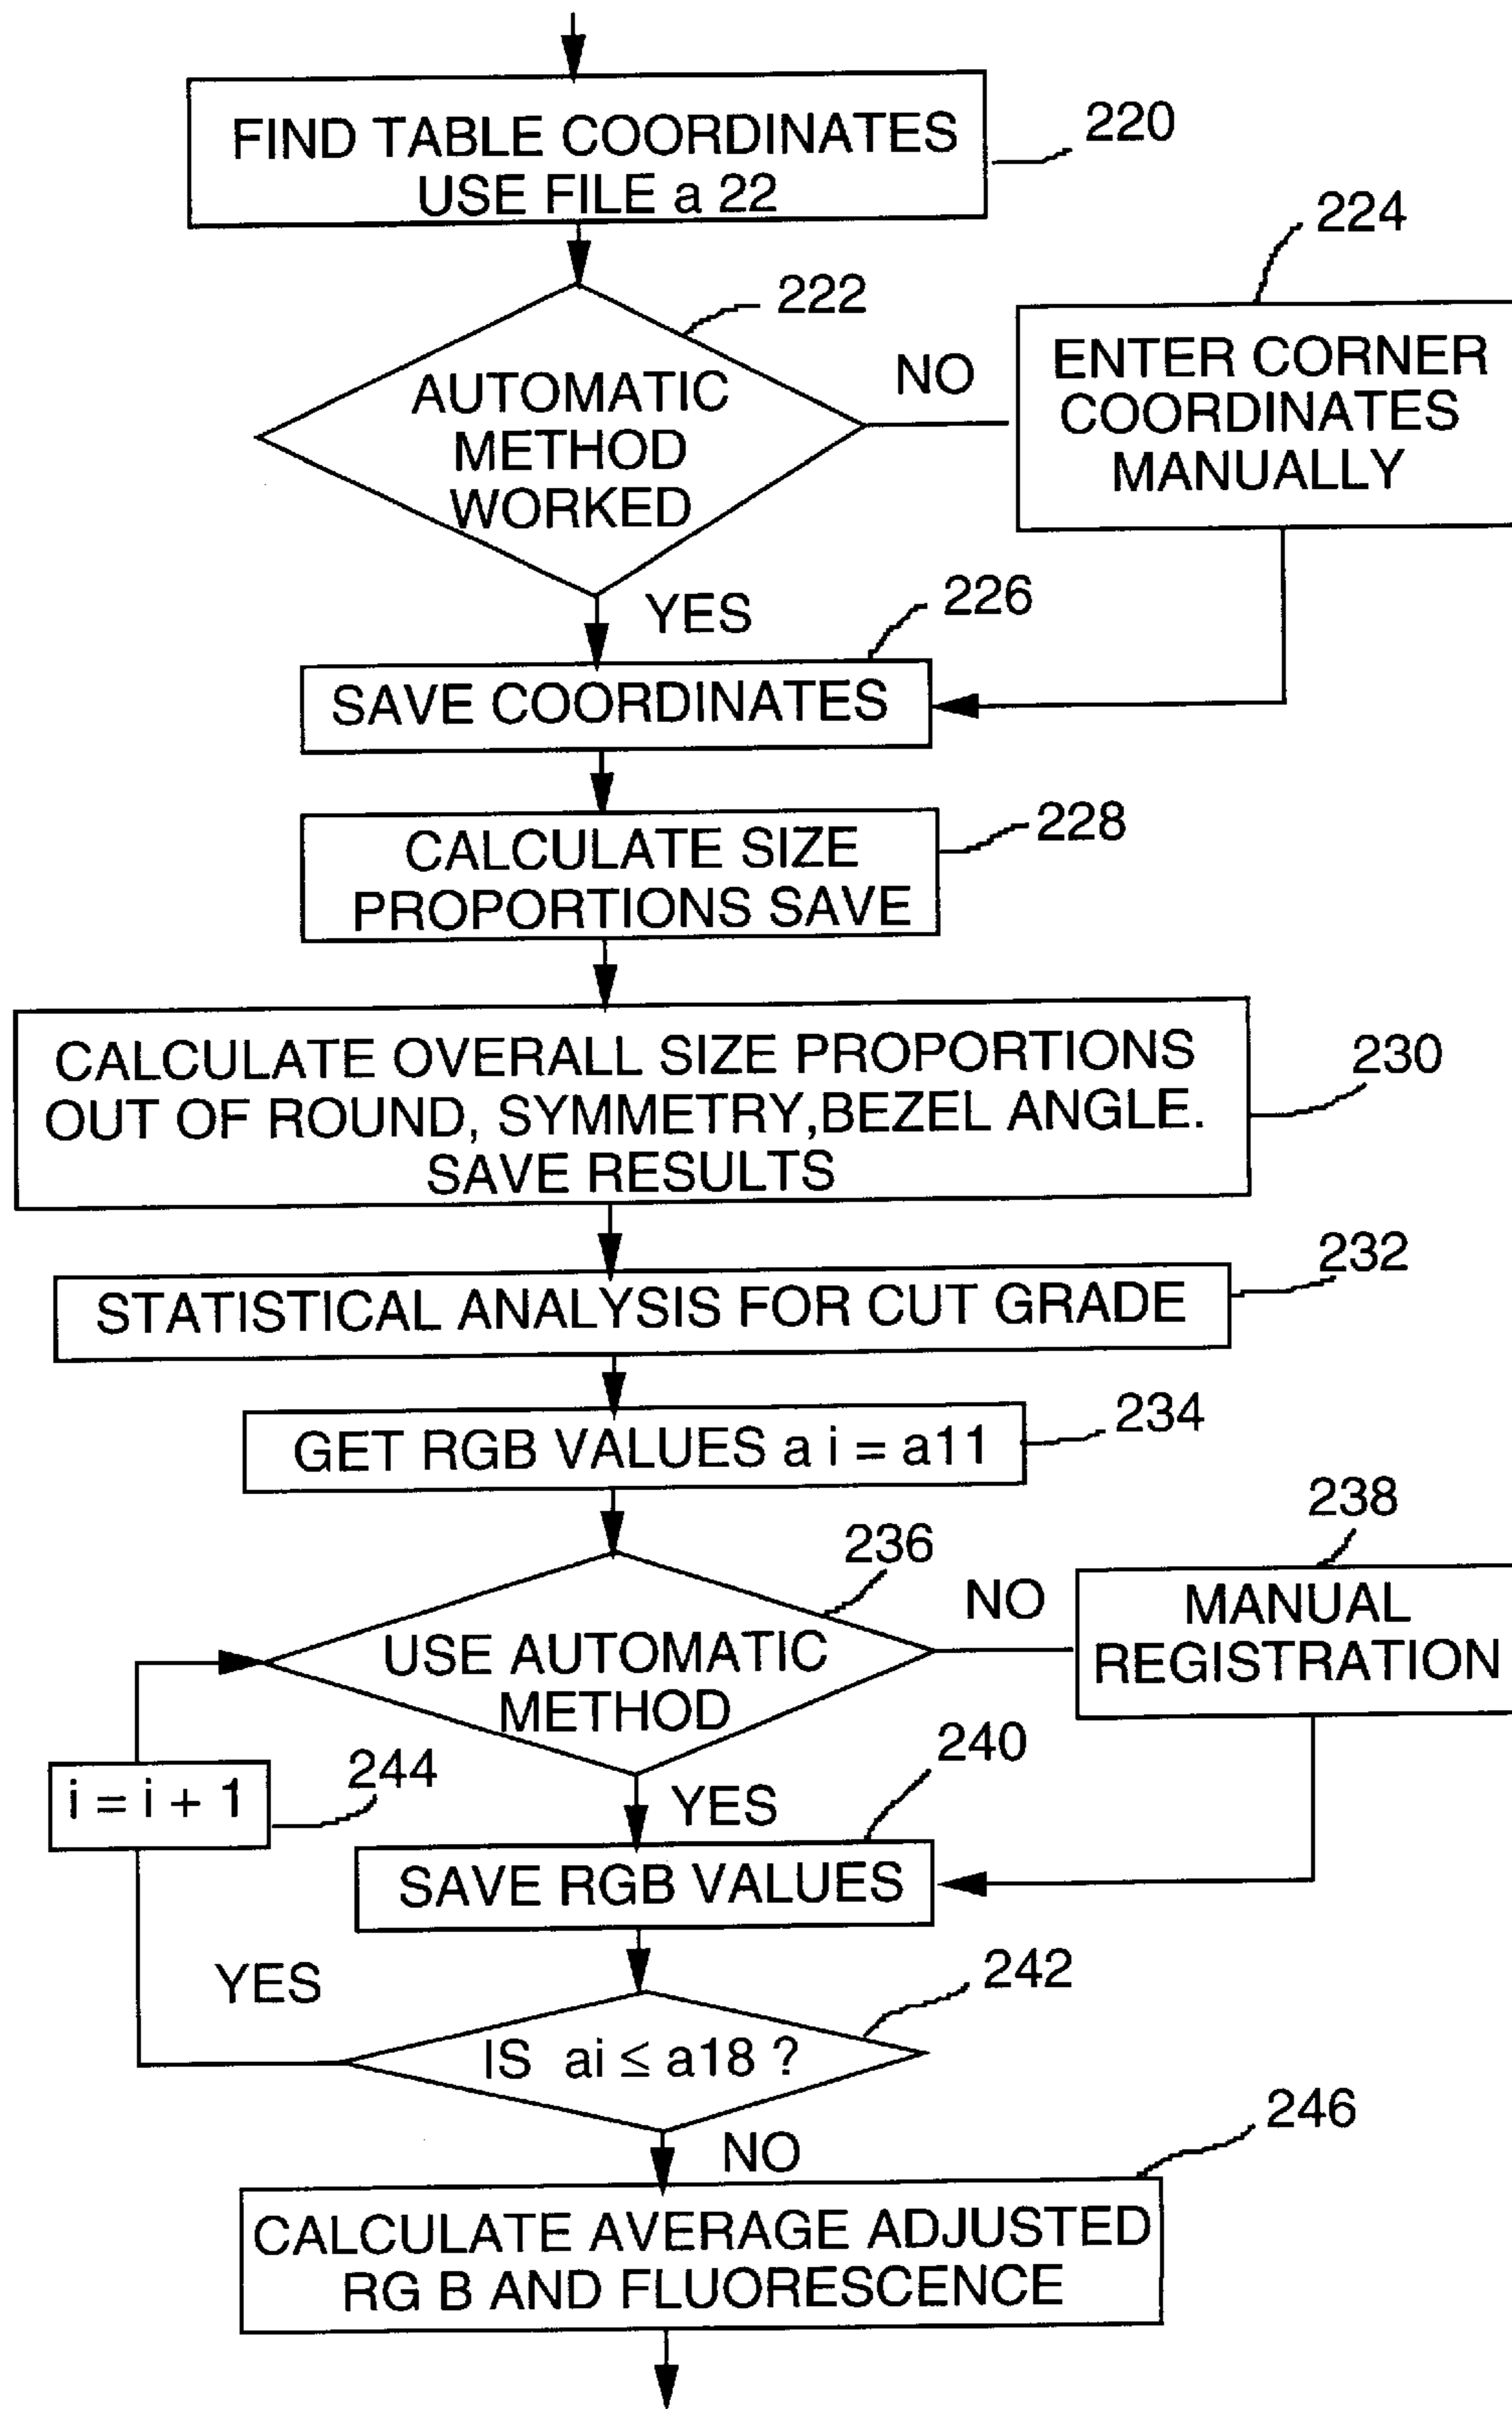 FIND TABLE COORDINATES
USE FILE a 22
220
222
224
AUTOMATIC
METHOD
WORKED
NO
ENTER CORNER
COORDINATES
MANUALLY
YES
226
SAVE COORDINATES
CALCULATE SIZE
PROPORTIONS SAVE
228
CALCULATE OVERALL SIZE PROPORTIONS
OUT OF ROUND, SYMMETRY,BEZEL ANGLE.
SAVE RESULTS
230
232
STATISTICAL ANALYSIS FOR CUT GRADE
234
GET RGB VALUES a i = a11
236
238
USE AUTOMATIC
METHOD
NO
MANUAL
REGISTRATION
240
244
i = i + 1
YES
SAVE RGB VALUES
242
YES
IS ai ≤ a18 ?
NO
246
CALCULATE AVERAGE ADJUSTED
RG B AND FLUORESCENCE